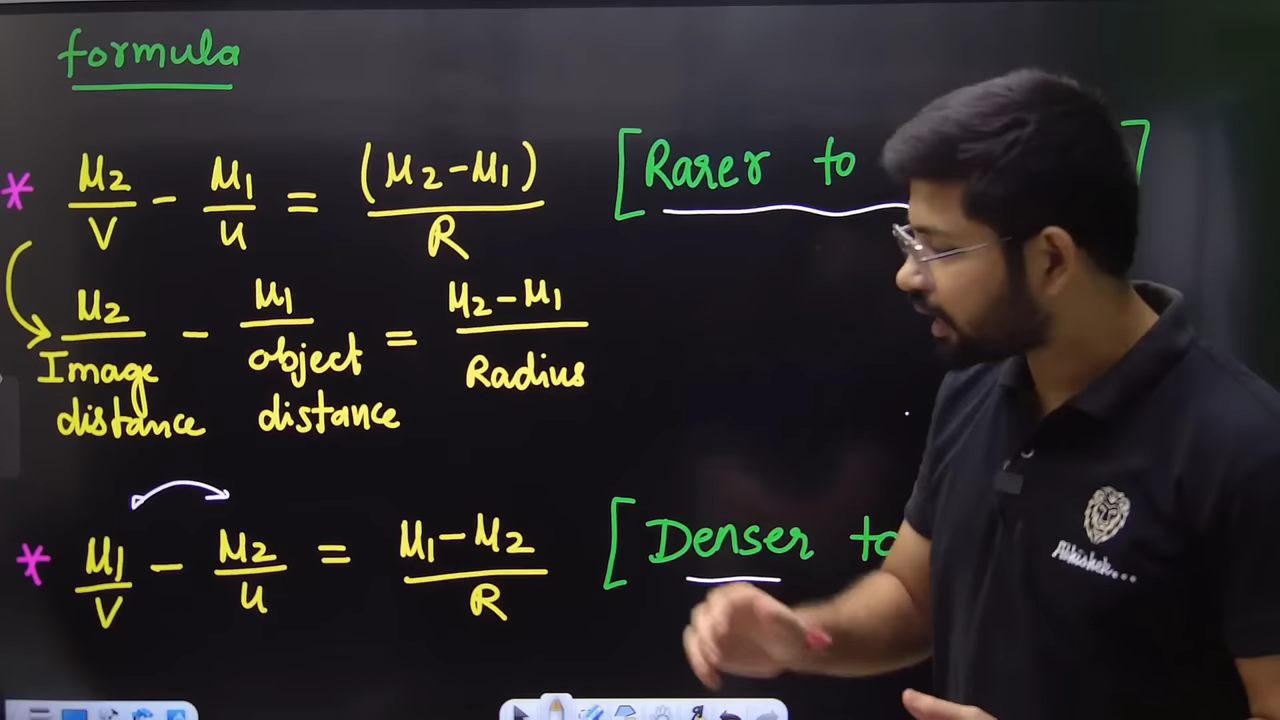 formula
* μ₂/V − μ₁/u = (μ₂−μ₁)/R [Rarer to ]
μ₂/Image distance − μ₁/object distance = μ₂−μ₁/Radius
* μ₁/V − μ₂/u = μ₁−μ₂/R [Denser to
Abhishek...